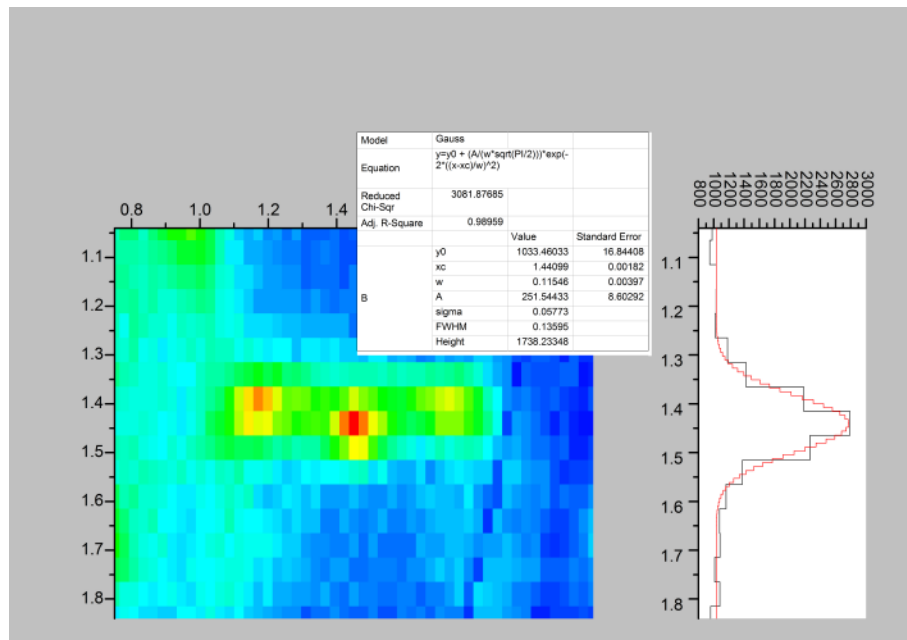 Model Gauss
Equation y=y0 + (A/(w*sqrt(PI/2)))*exp(-
2*((x-xc)/w)^2)
Reduced
Chi-Sqr 3081.87685
Adj. R-Square 0.98959
Value Standard Error
B y0 1033.46033 16.84408
xc 1.44099 0.00182
w 0.11546 0.00397
A 251.54433 8.60292
sigma 0.05773
FWHM 0.13595
Height 1738.23348
0.8 1.0 1.2 1.4
1.1
1.2
1.3
1.4
1.5
1.6
1.7
1.8
800 1000 1200 1400 1600 1800 2000 2200 2400 2600 2800 3000
1.1
1.2
1.3
1.4
1.5
1.6
1.7
1.8